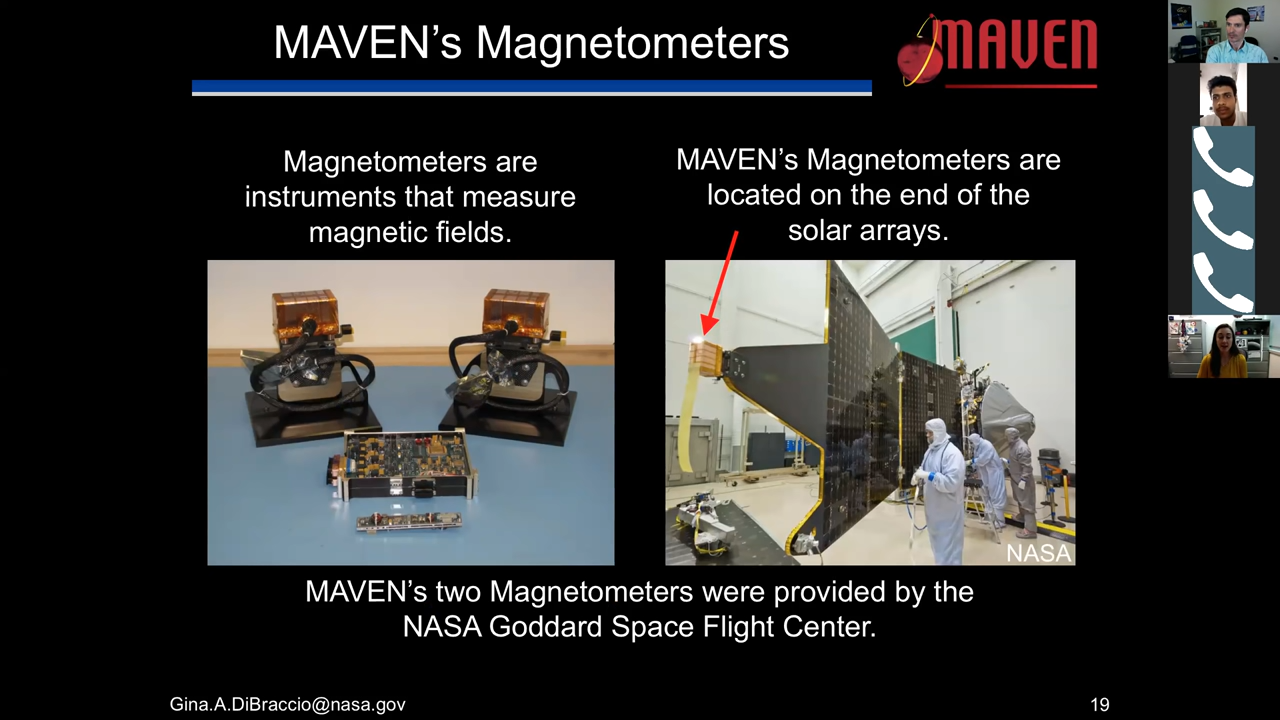 MAVEN’s Magnetometers
MAVEN
Magnetometers are
instruments that measure
magnetic fields.
MAVEN’s Magnetometers are
located on the end of the
solar arrays.
NASA
MAVEN’s two Magnetometers were provided by the
NASA Goddard Space Flight Center.
Gina.A.DiBraccio@nasa.gov
19